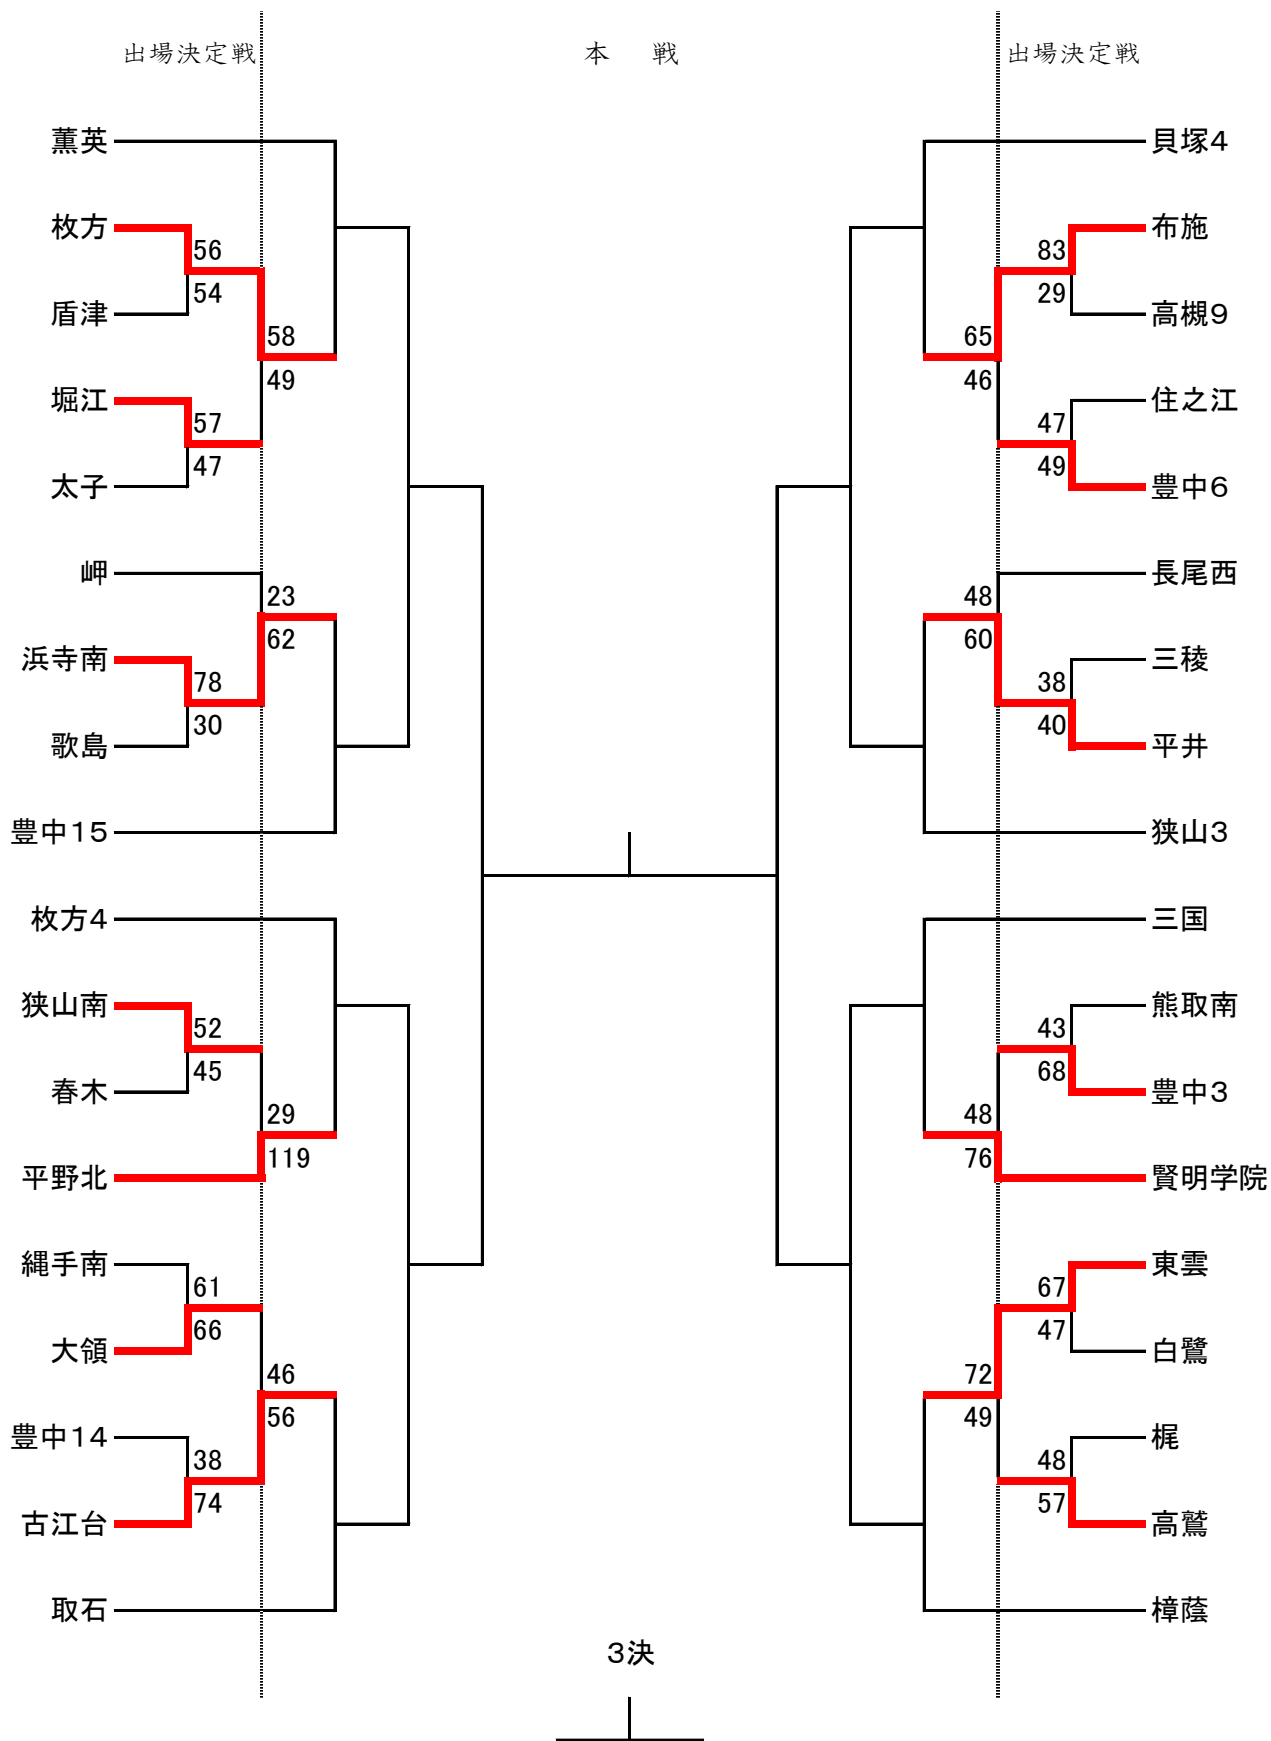 出場決定戦 本 戦 出場決定戦
薫英 貝塚4
枚方 布施
56 83
54 29
盾津 高槻9
58 65
49 46
堀江 住之江
57 47
47 49
太子 豊中6
岬 長尾西
23 48
62 60
浜寺南 三稜
78 38
30 40
歌島 平井
豊中15 狭山3
枚方4 三国
狭山南 熊取南
52 43
45 68
春木 豊中3
29 48
119 76
平野北 賢明学院
縄手南 東雲
61 67
66 47
大領 白鷺
46 72
56 49
豊中14 梶
38 48
74 57
古江台 高鷲
取石 樟蔭
3決